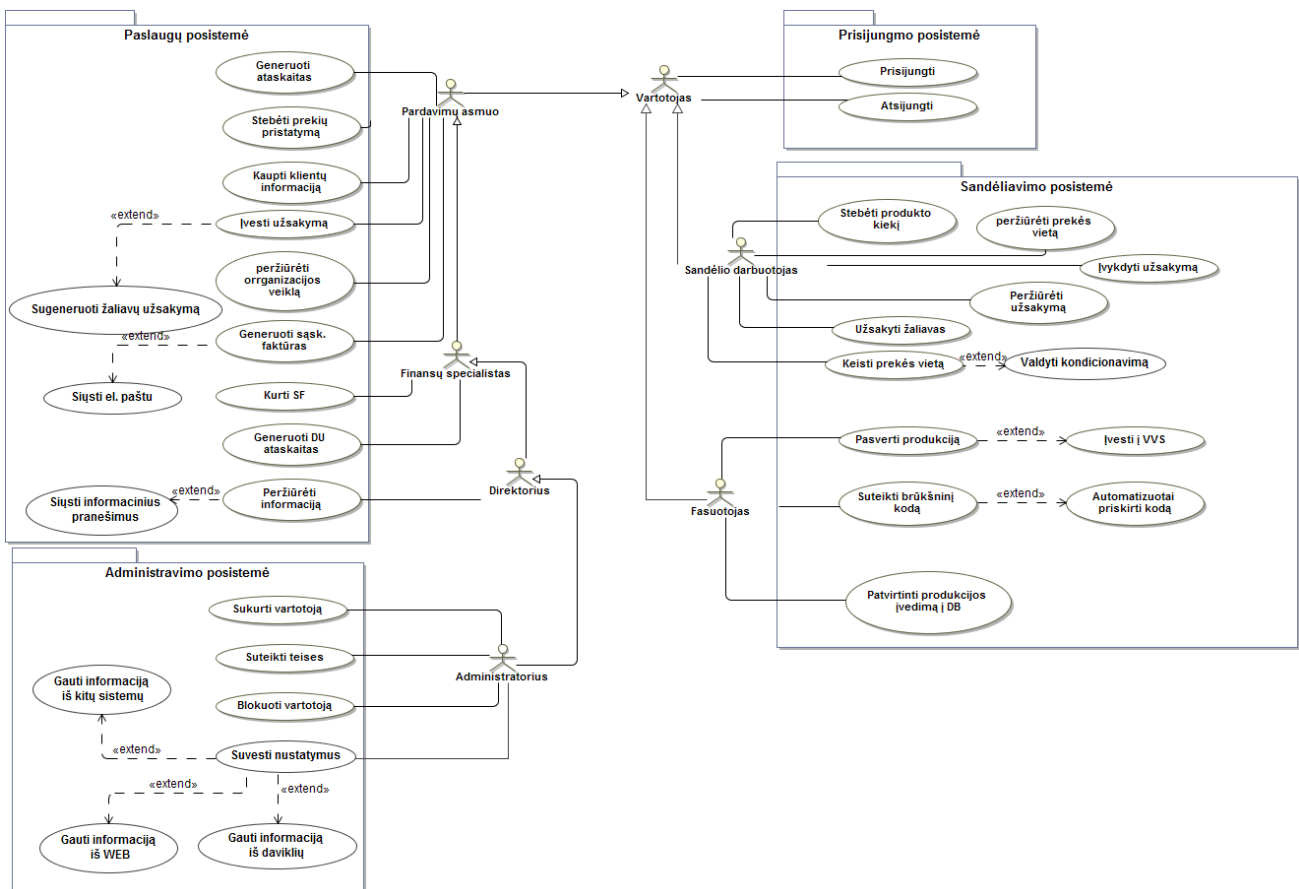 Paslaugų posistemė
Generuoti
ataskaitas
Stebėti prekių
pristatymą
Kaupti klientų
informaciją
«extend»
Įvesti užsakymą
peržiūrėti
orrganizacijos
veiklą
Sugeneruoti žaliavų užsakymą
«extend»
Generuoti sąsk.
faktūras
Siųsti el. paštu
Kurti SF
Generuoti DU
ataskaitas
«extend»
Peržiūrėti
informaciją
Siųsti informacinius
pranešimus
Pardavimų asmuo
Finansų specialistas
Direktorius
Vartotojas
Prisijungmo posistemė
Prisijungti
Atsijungti
Sandėliavimo posistemė
Stebėti produkto
kiekį
peržiūrėti prekės
vietą
Sandėlio darbuotojas
Įvykdyti užsakymą
Peržiūrėti
užsakymą
Užsakyti žaliavas
Keisti prekės vietą
«extend»
Valdyti kondicionavimą
Pasverti produkciją
«extend»
Įvesti į VVS
Fasuotojas
Suteikti brūkšninį
kodą
«extend»
Automatizuotai
priskirti kodą
Patvirtinti produkcijos
įvedimą į DB
Administravimo posistemė
Sukurti vartotoją
Suteikti teises
Administratorius
Gauti informaciją
iš kitų sistemų
Blokuoti vartotoją
«extend»
Suvesti nustatymus
«extend»
«extend»
Gauti informaciją
iš WEB
Gauti informaciją
iš daviklių